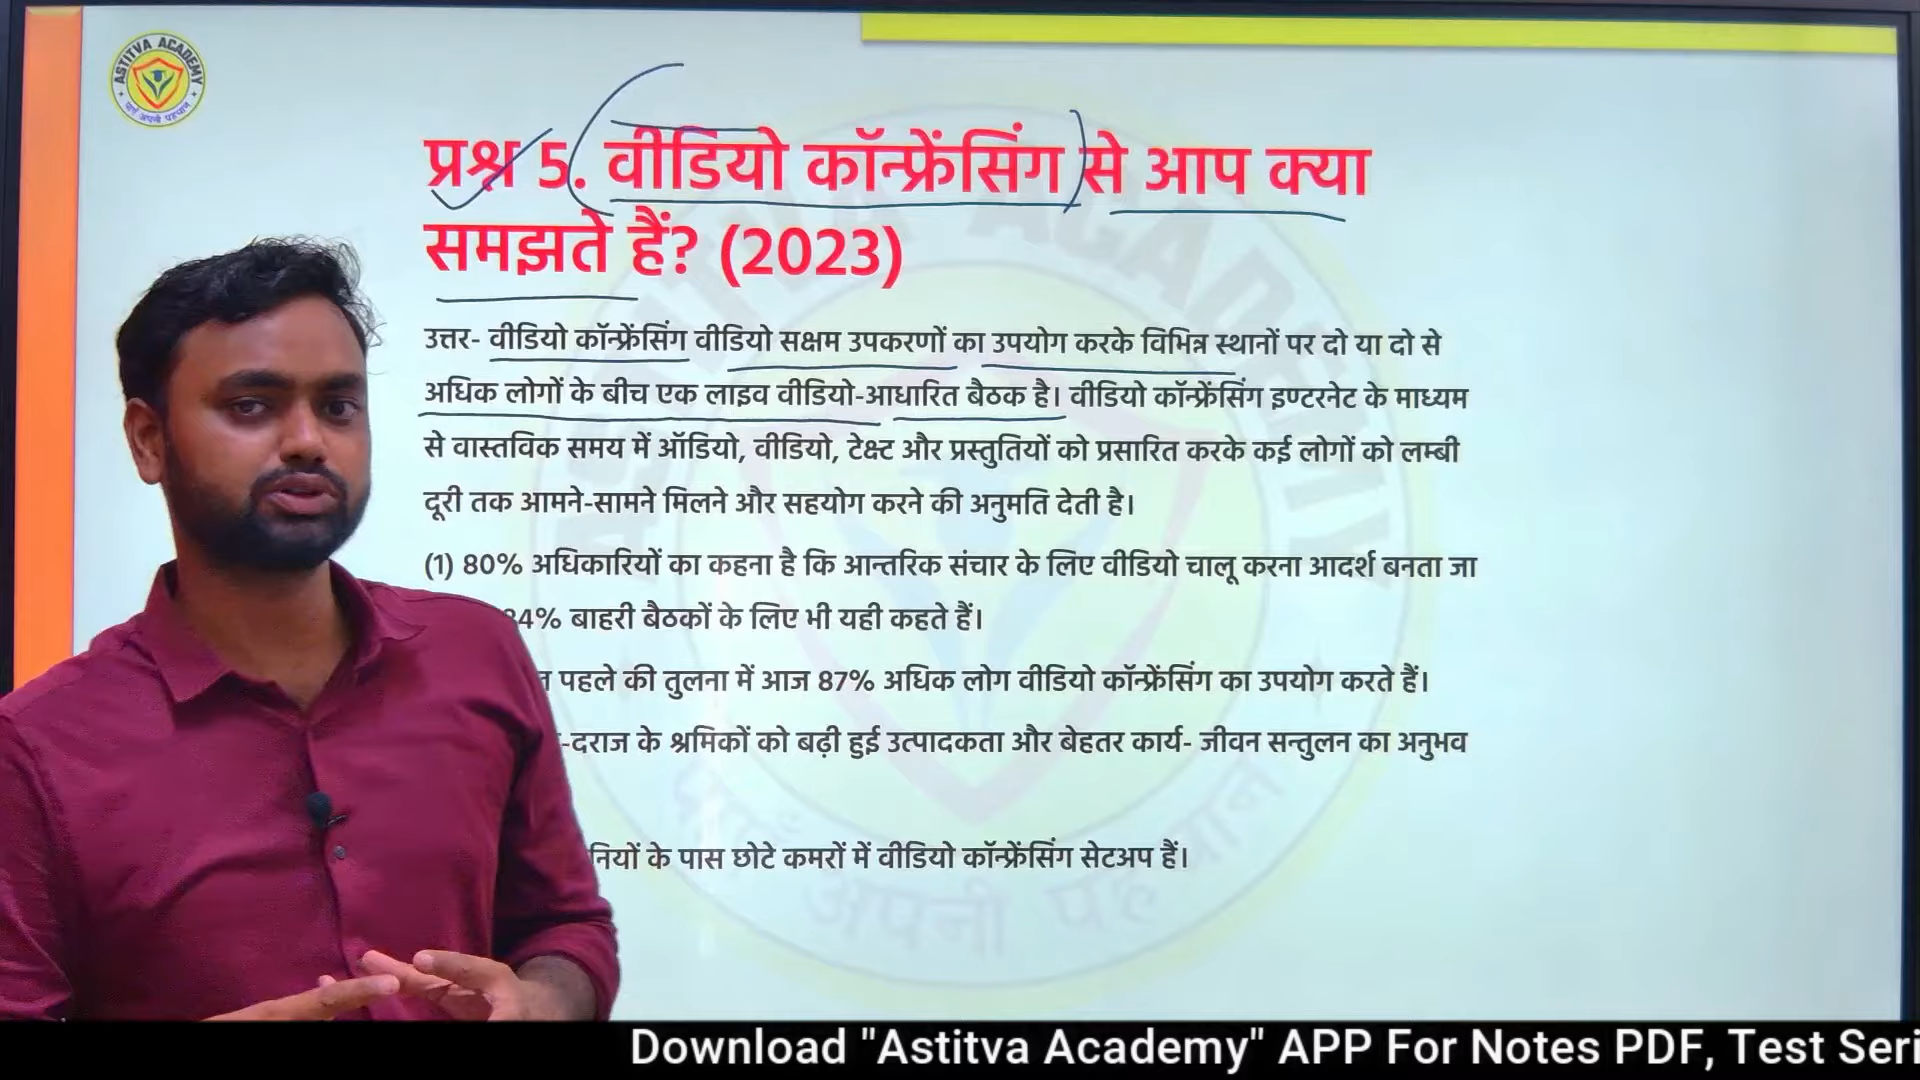 ASTITVA ACADEMY
प्रश्न 5. वीडियो कॉन्फ्रेंसिंग से आप क्या
समझते हैं? (2023)
उत्तर- वीडियो कॉन्फ्रेंसिंग वीडियो सक्षम उपकरणों का उपयोग करके विभिन्न स्थानों पर दो या दो से
अधिक लोगों के बीच एक लाइव वीडियो-आधारित बैठक है। वीडियो कॉन्फ्रेंसिंग इण्टरनेट के माध्यम
से वास्तविक समय में ऑडियो, वीडियो, टेक्ष्ट और प्रस्तुतियों को प्रसारित करके कई लोगों को लम्बी
दूरी तक आमने-सामने मिलने और सहयोग करने की अनुमति देती है।
(1) 80% अधिकारियों का कहना है कि आन्तरिक संचार के लिए वीडियो चालू करना आदर्श बनता जा
84% बाहरी बैठकों के लिए भी यही कहते हैं।
पहले की तुलना में आज 87% अधिक लोग वीडियो कॉन्फ्रेंसिंग का उपयोग करते हैं।
-दराज के श्रमिकों को बढ़ी हुई उत्पादकता और बेहतर कार्य- जीवन सन्तुलन का अनुभव
नियों के पास छोटे कमरों में वीडियो कॉन्फ्रेंसिंग सेटअप हैं।
Download "Astitva Academy" APP For Notes PDF, Test Seri